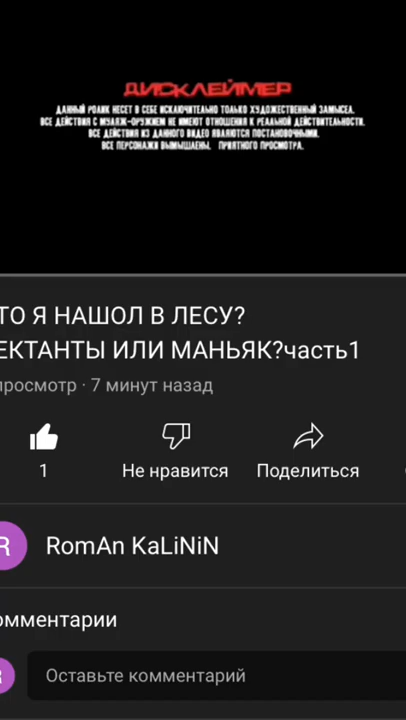 ДИСКЛЕЙМЕР
ДАННЫЙ РОЛИК НЕСЕТ В СЕБЕ ИСКЛЮЧИТЕЛЬНО ТОЛЬКО ХУДОЖЕСТВЕННЫЙ ЗАМЫСЕЛ.
ВСЕ ДЕЙСТВИЯ С МУЛЯЖ-ОРУЖИЕМ НЕ ИМЕЮТ ОТНОШЕНИЯ К РЕАЛЬНОЙ ДЕЙСТВИТЕЛЬНОСТИ.
ВСЕ ДЕЙСТВИЯ ИЗ ДАННОГО ВИДЕО ЯВЛЯЮТСЯ ПОСТАНОВОЧНЫМИ.
ВСЕ ПЕРСОНАЖИ ВЫМЫШЛЕНЫ. ПРИЯТНОГО ПРОСМОТРА.
ТО Я НАШОЛ В ЛЕСУ?
ЕКТАНТЫ ИЛИ МАНЬЯК?часть1
просмотр · 7 минут назад
1 Не нравится Поделиться
R RomAn KaLiNiN
омментарии
Оставьте комментарий